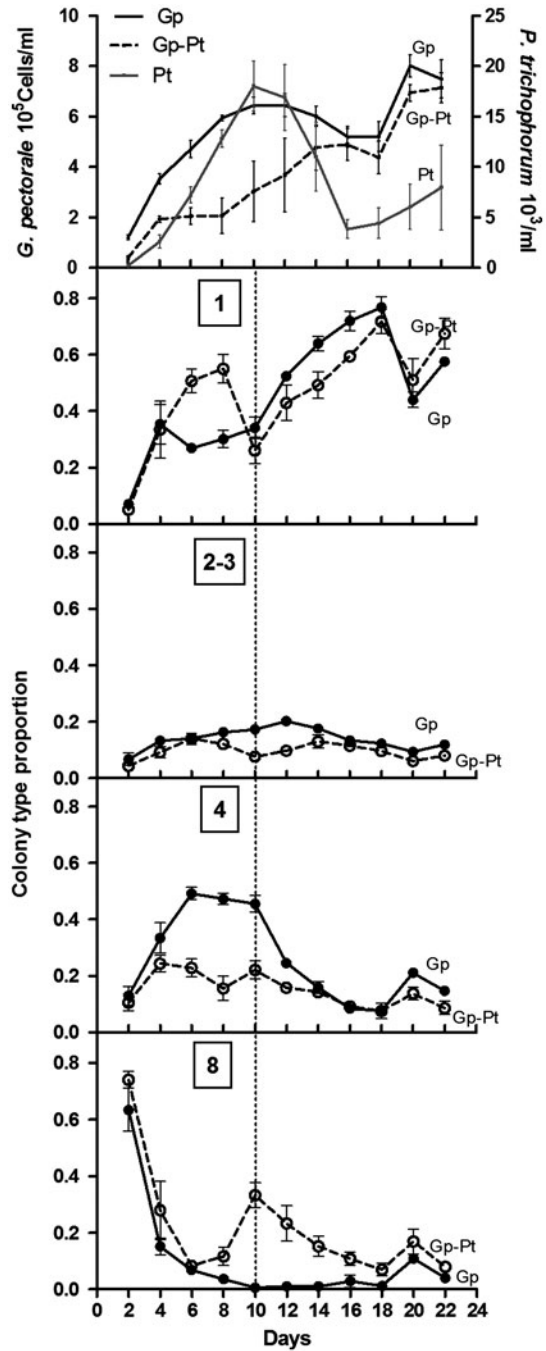 Gp
Gp-Pt
Pt
G. pectorale 10⁵Cells/ml
P. trichophorum 10³/ml
10
8
6
4
2
0
25
20
15
10
5
0
Gp
Gp-Pt
Pt
Colony type proportion
0.8
0.6
0.4
0.2
0.0
1
Gp-Pt
Gp
0.8
0.6
0.4
0.2
0.0
2-3
Gp
Gp-Pt
0.8
0.6
0.4
0.2
0.0
4
Gp
Gp-Pt
0.8
0.6
0.4
0.2
0.0
8
Gp-Pt
Gp
0 2 4 6 8 10 12 14 16 18 20 22 24
Days